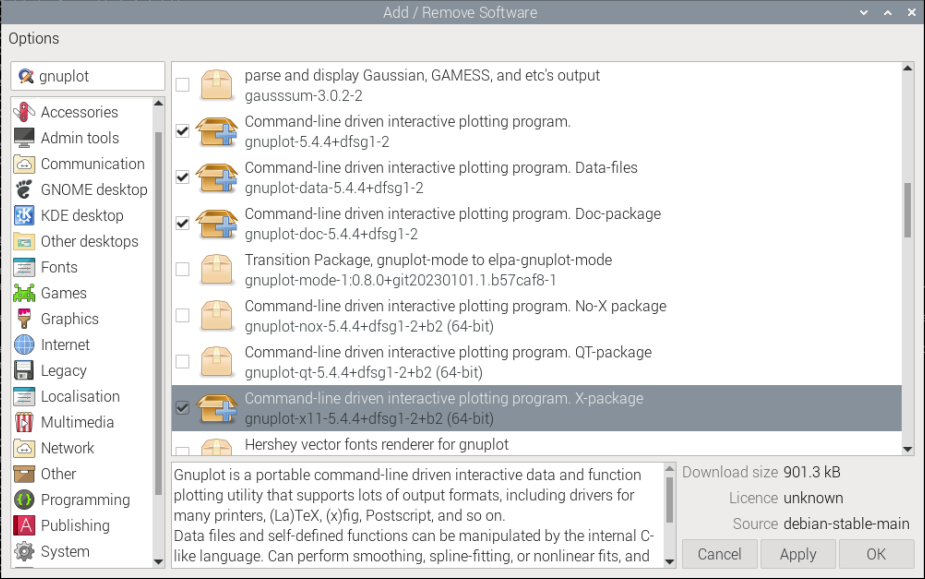 Add / Remove Software
Options
gnuplot
Accessories
Admin tools
Communication
GNOME desktop
KDE desktop
Other desktops
Fonts
Games
Graphics
Internet
Legacy
Localisation
Multimedia
Network
Other
Programming
Publishing
System
parse and display Gaussian, GAMESS, and etc's output
gausssum-3.0.2-2
Command-line driven interactive plotting program.
gnuplot-5.4.4+dfsg1-2
Command-line driven interactive plotting program. Data-files
gnuplot-data-5.4.4+dfsg1-2
Command-line driven interactive plotting program. Doc-package
gnuplot-doc-5.4.4+dfsg1-2
Transition Package, gnuplot-mode to elpa-gnuplot-mode
gnuplot-mode-1:0.8.0+git20230101.1.b57caf8-1
Command-line driven interactive plotting program. No-X package
gnuplot-nox-5.4.4+dfsg1-2+b2 (64-bit)
Command-line driven interactive plotting program. QT-package
gnuplot-qt-5.4.4+dfsg1-2+b2 (64-bit)
Command-line driven interactive plotting program. X-package
gnuplot-x11-5.4.4+dfsg1-2+b2 (64-bit)
Hershey vector fonts renderer for gnuplot
Gnuplot is a portable command-line driven interactive data and function
plotting utility that supports lots of output formats, including drivers for
many printers, (La)TeX, (x)fig, Postscript, and so on.
Data files and self-defined functions can be manipulated by the internal C-
like language. Can perform smoothing, spline-fitting, or nonlinear fits, and
Download size 901.3 kB
Licence unknown
Source debian-stable-main
Cancel
Apply
OK